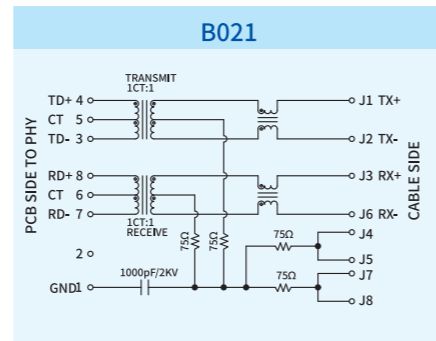 B021
TRANSMIT
1CT:1
TD+ 4
CT 5
TD- 3
J1 TX+
J2 TX-
RD+ 8
CT 6
RD- 7
1CT:1
RECEIVE
J3 RX+
J6 RX-
PCB SIDE TO PHY
CABLE SIDE
75Ω
75Ω
75Ω
J4
J5
2
1000pF/2KV
GND1
75Ω
J7
J8